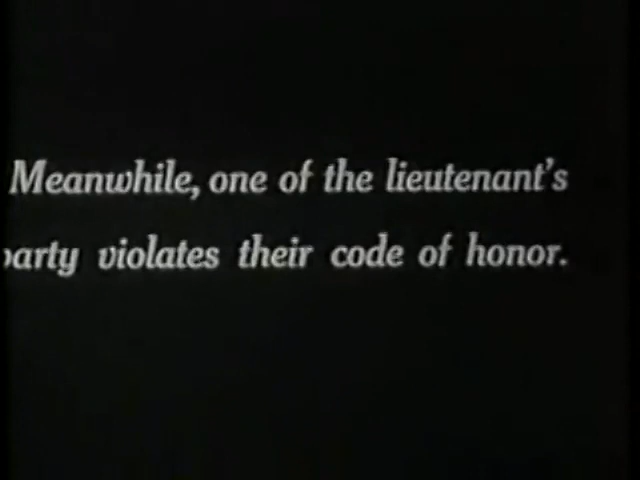 Meanwhile, one of the lieutenant's
party violates their code of honor.